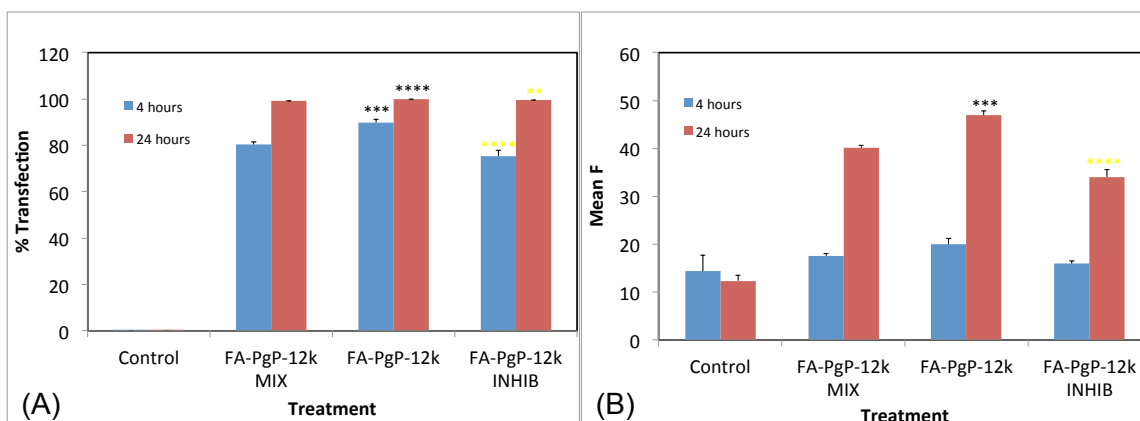 120
100
80
60
40
20
0
% Transfection
4 hours
24 hours
***
****
**
****
Control
FA-PgP-12k
MIX
FA-PgP-12k
FA-PgP-12k
INHIB
Treatment
(A)
60
50
40
30
20
10
0
Mean F
4 hours
24 hours
***
****
Control
FA-PgP-12k
MIX
FA-PgP-12k
FA-PgP-12k
INHIB
Treatment
(B)